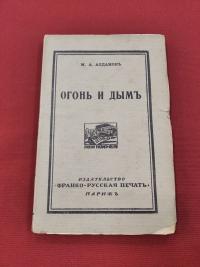 М. А. АЛДАНОВЪ
ОГОНЬ И ДЫМЪ
ИЗДАТЕЛЬСТВО
«ФРАНКО-РУССКАЯ ПЕЧАТЬ»
ПАРИЖЪ